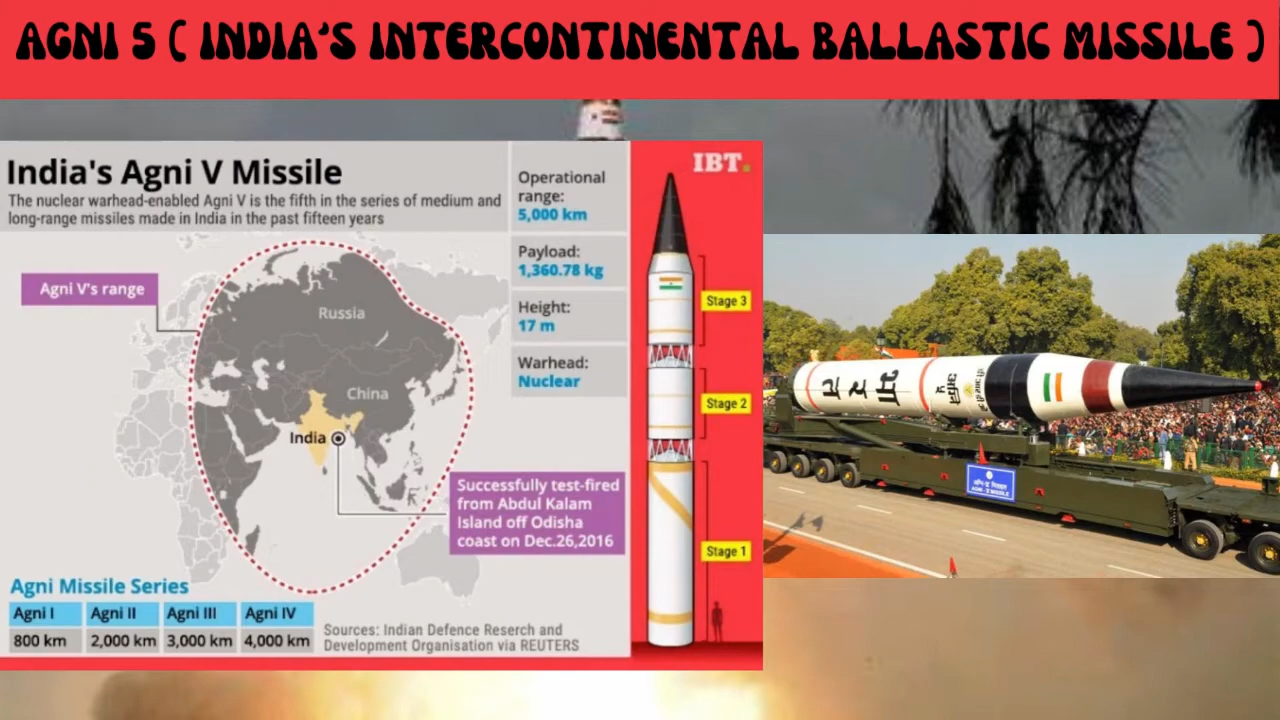 AGNI 5 ( INDIA'S INTERCONTINENTAL BALLASTIC MISSILE )
India's Agni V Missile
The nuclear warhead-enabled Agni V is the fifth in the series of medium and
long-range missiles made in India in the past fifteen years
Agni V's range
Russia
China
India
Successfully test-fired
from Abdul Kalam
Island off Odisha
coast on Dec.26,2016
Operational
range:
5,000 km
Payload:
1,360.78 kg
Height:
17 m
Warhead:
Nuclear
IBT.
Stage 3
Stage 2
Stage 1
Agni Missile Series
Agni I Agni II Agni III Agni IV
800 km 2,000 km 3,000 km 4,000 km
Sources: Indian Defence Reserch and
Development Organisation via REUTERS
AGNI-V MISSILE